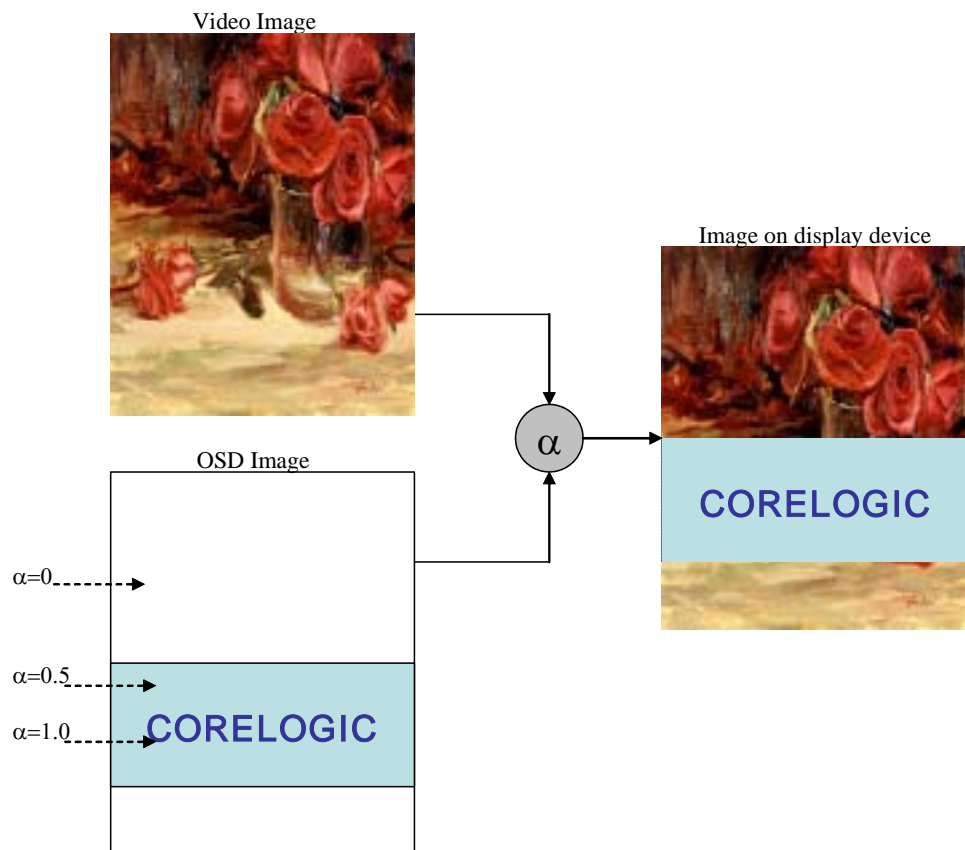 Video Image
Image on display device
α
OSD Image
CORELOGIC
α=0
α=0.5
α=1.0
CORELOGIC